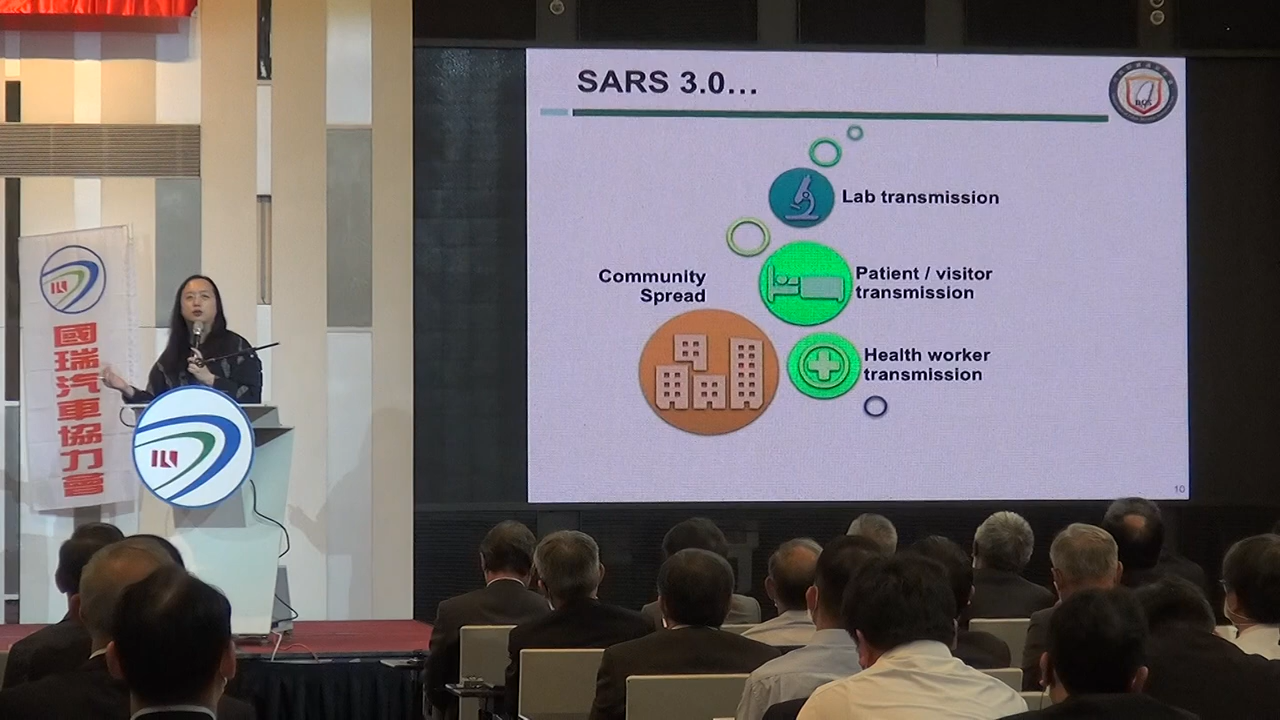 SARS 3.0…
Lab transmission
Patient / visitor
transmission
Community
Spread
Health worker
transmission
10
國瑞汽車協力會